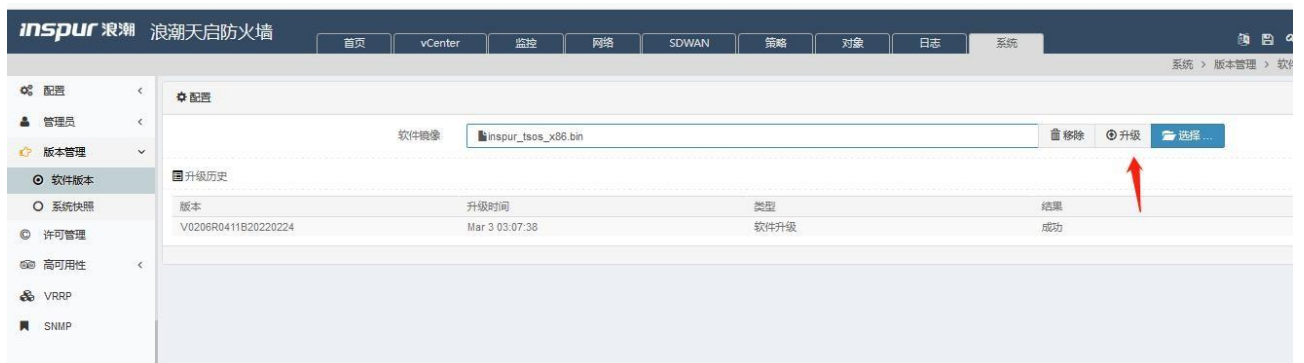 inspur 浪潮 浪潮天启防火墙
首页 vCenter 监控 网络 SDWAN 策略 对象 日志 系统
系统 > 版本管理 > 软件
配置
管理员
版本管理
软件版本
系统快照
许可管理
高可用性
VRRP
SNMP
配置
软件镜像 inspur_tsos_x86.bin 移除 升级 选择 ...
升级历史
版本 升级时间 类型 结果
V0206R0411B20220224 Mar 3 03:07:38 软件升级 成功